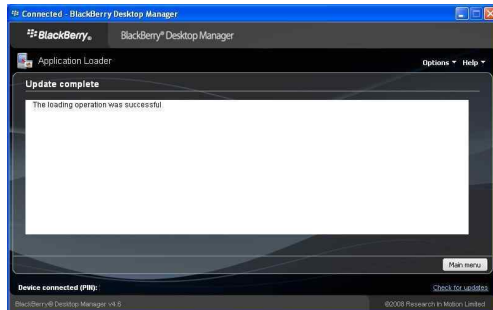 Connected - BlackBerry Desktop Manager
BlackBerry® BlackBerry® Desktop Manager
Application Loader Options Help
Update complete
The loading operation was successful
Main menu
Device connected (PIN): Check for updates
BlackBerry® Desktop Manager v4.6 ©2008 Research In Motion Limited